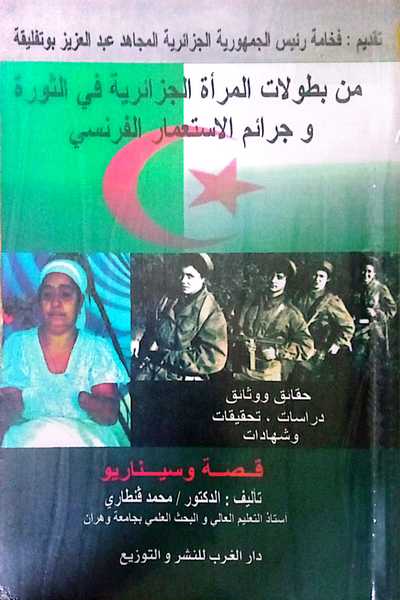 تقديم : فخامة رئيس الجمهورية الجزائرية المجاهد عبد العزيز بوتفليقة
من بطولات المرأة الجزائرية في الثورة
و جرائم الاستعمار الفرنسي
حقائق ووثائق
دراسات ، تحقيقات
وشهادات
قصة وسيناريو
تأليف : الدكتور / محمد ڤنطاري
أستاذ التعليم العالي و البحث العلمي بجامعة وهران
دار الغرب للنشر و التوزيع